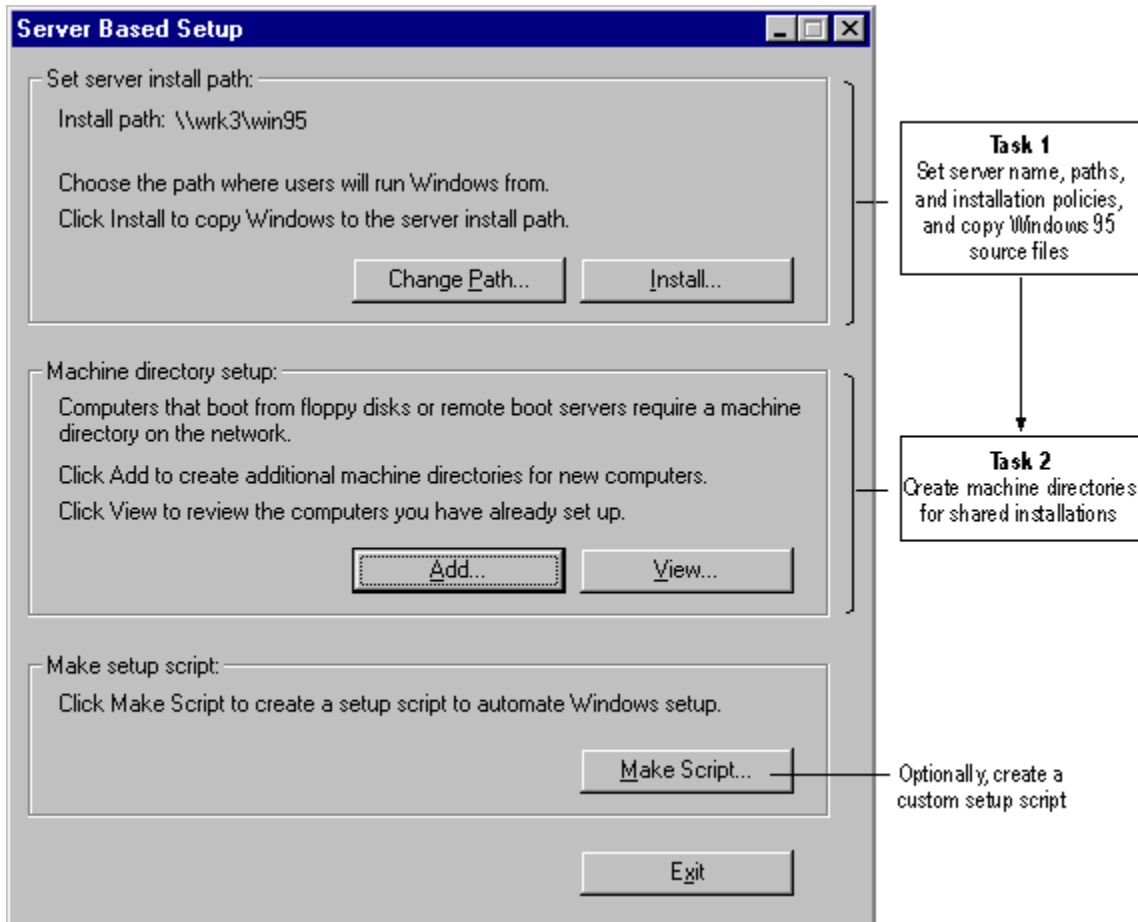 Server Based Setup
Set server install path:
Install path: \\wrk3\win95
Choose the path where users will run Windows from.
Click Install to copy Windows to the server install path.
Change Path...
Install...
Task 1
Set server name, paths,
and installation policies,
and copy Windows 95
source files
Machine directory setup:
Computers that boot from floppy disks or remote boot servers require a machine
directory on the network.
Click Add to create additional machine directories for new computers.
Click View to review the computers you have already set up.
Add...
View...
Task 2
Create machine directories
for shared installations
Make setup script:
Click Make Script to create a setup script to automate Windows setup.
Make Script...
Optionally, create a
custom setup script
Exit